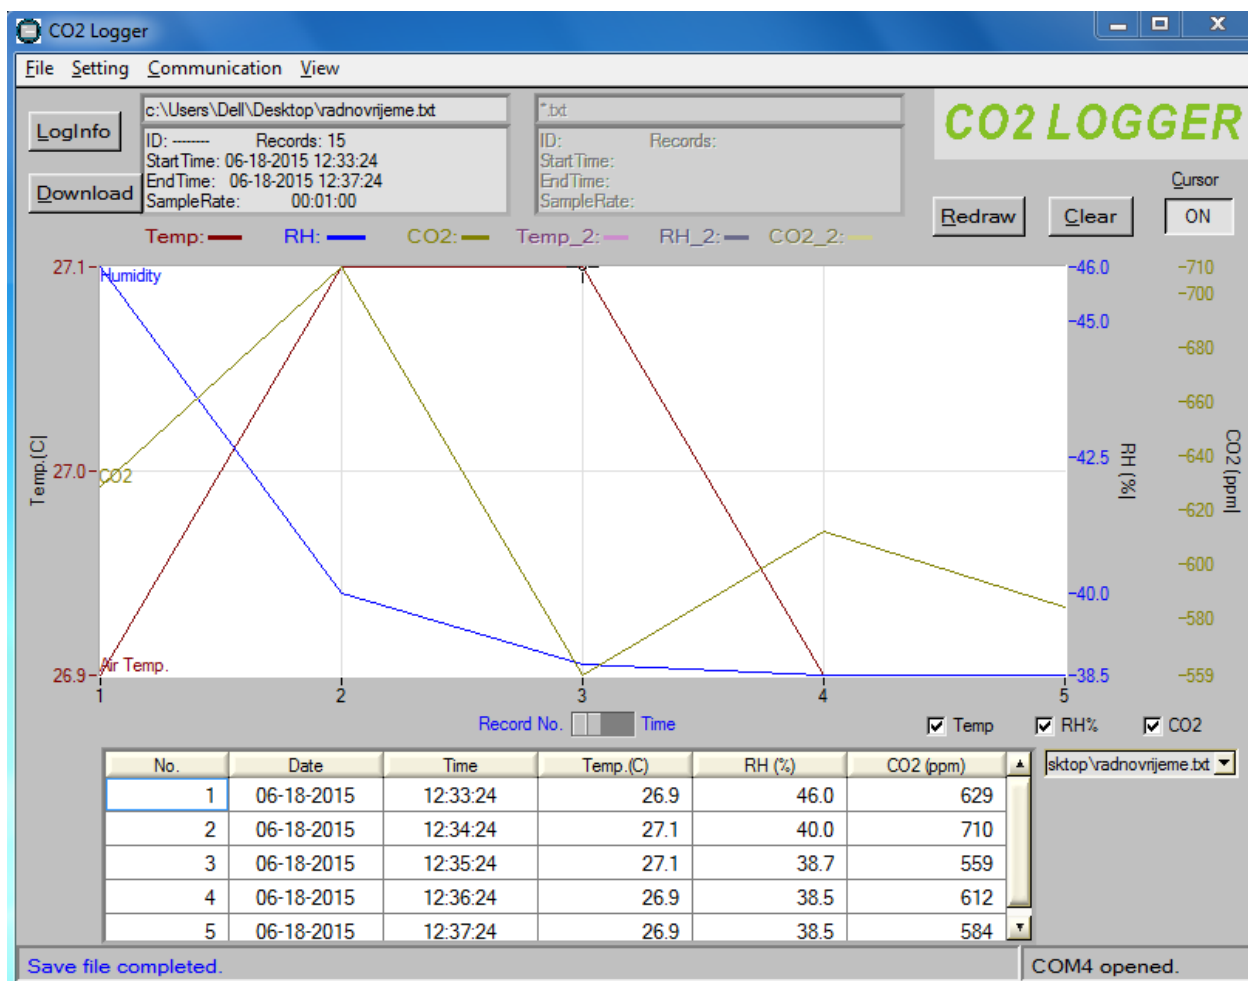 CO2 Logger
File Setting Communication View
LogInfo
Download
c:\Users\Dell\Desktop\radnovrijeme.txt
ID: -------- Records: 15
StartTime: 06-18-2015 12:33:24
EndTime: 06-18-2015 12:37:24
SampleRate: 00:01:00
*.txt
ID: Records:
StartTime:
EndTime:
SampleRate:
CO2 LOGGER
Cursor
Redraw Clear ON
Temp: RH: CO2: Temp_2: RH_2: CO2_2:
Temp.(C)
27.1
27.0
26.9
Humidity
CO2
Air Temp.
46.0
45.0
42.5
40.0
38.5
RH (%)
710
700
680
660
640
620
600
580
559
CO2 (ppm)
1 2 3 4 5
Record No. Time
Temp RH% CO2
No. Date Time Temp.(C) RH (%) CO2 (ppm)
1 06-18-2015 12:33:24 26.9 46.0 629
2 06-18-2015 12:34:24 27.1 40.0 710
3 06-18-2015 12:35:24 27.1 38.7 559
4 06-18-2015 12:36:24 26.9 38.5 612
5 06-18-2015 12:37:24 26.9 38.5 584
sktop\radnovrijeme.txt
Save file completed.
COM4 opened.